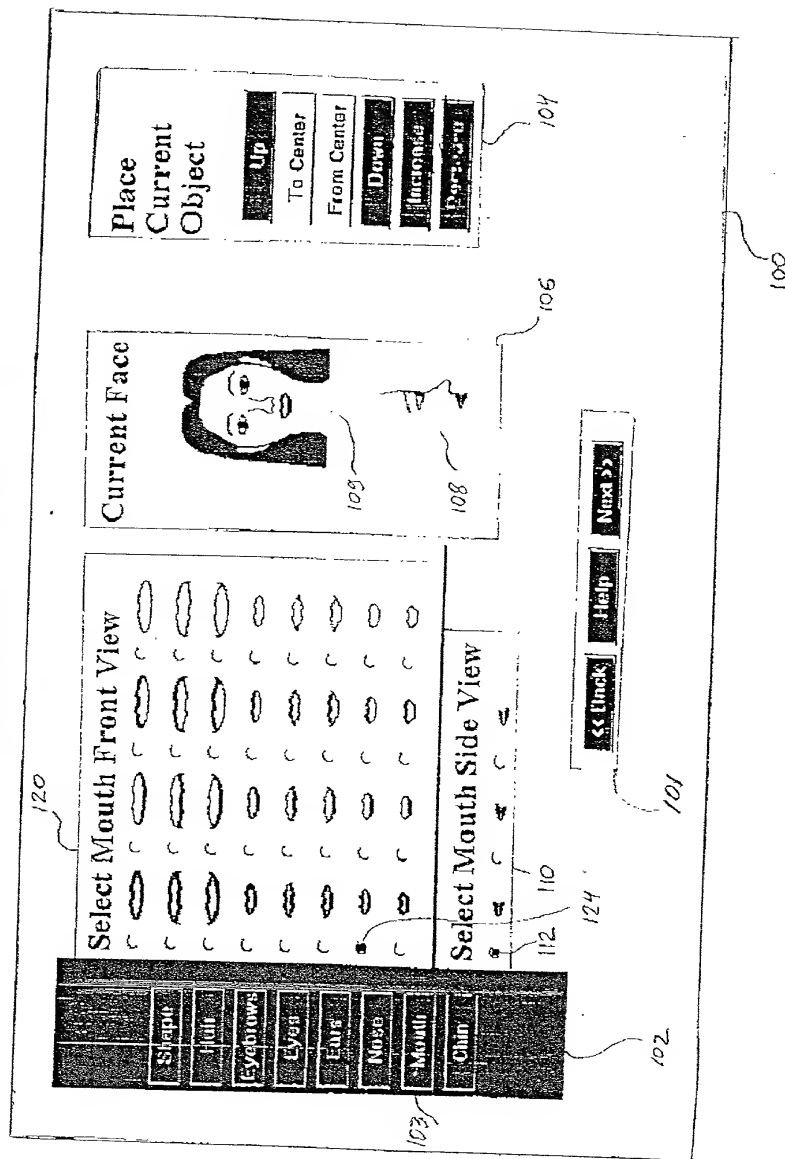 120
Select Mouth Front View
Select Mouth Side View
124
112
110
Shape
Hair
Eyebrows
Eyes
Ears
Nose
Mouth
Chin
103
102
Current Face
109
108
106
Place
Current
Object
Up
To Center
From Center
Down
Increase
104
<< Back
Help
Next >>
101
100